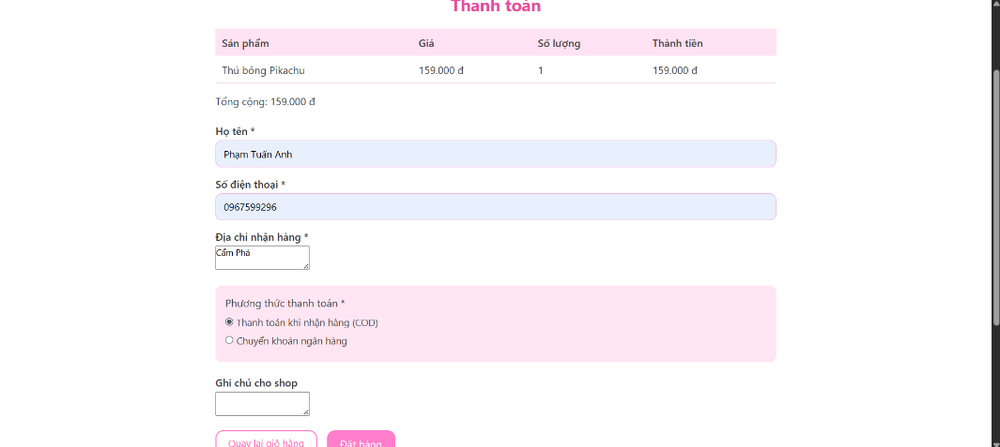 Thanh toán
Sản phẩm Giá Số lượng Thành tiền
Thú bông Pikachu 159.000 đ 1 159.000 đ
Tổng cộng: 159.000 đ
Họ tên *
Phạm Tuấn Anh
Số điện thoại *
0967599296
Địa chỉ nhận hàng *
Cẩm Phả
Phương thức thanh toán *
Thanh toán khi nhận hàng (COD)
Chuyển khoản ngân hàng
Ghi chú cho shop
Quay lại giỏ hàng Đặt hàng